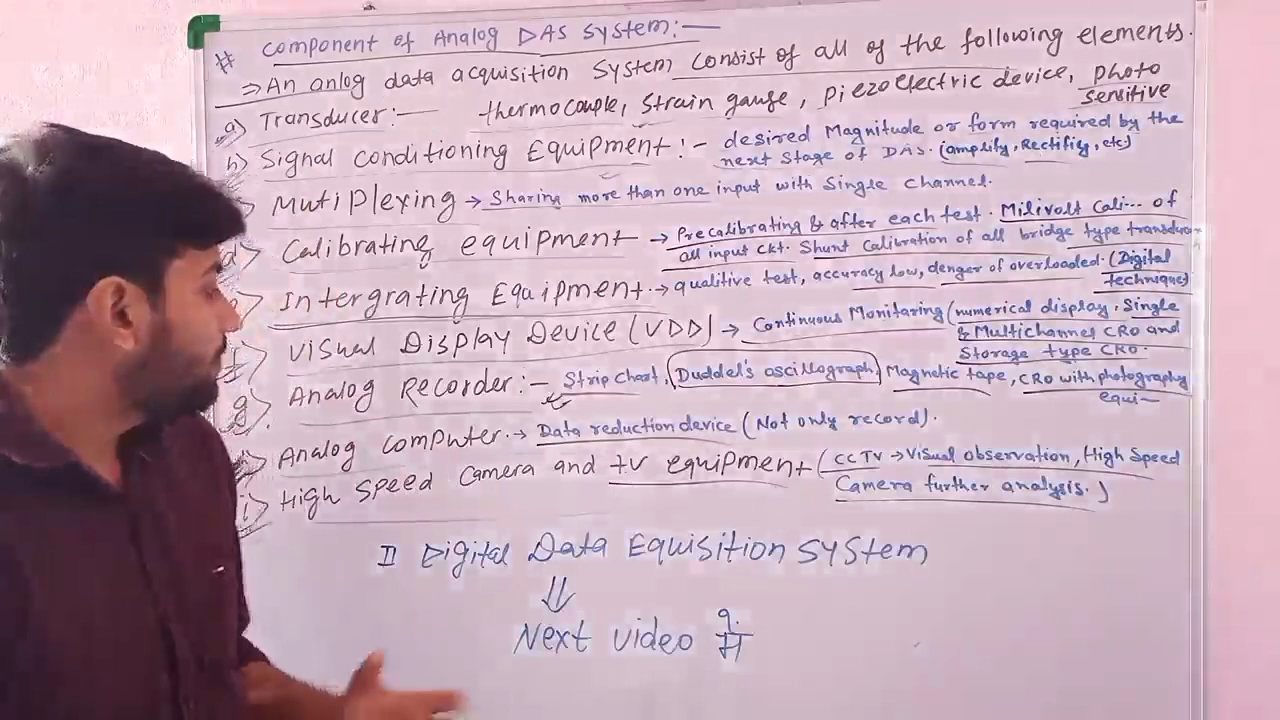 # Component of Analog DAS System:—
⇒ An anlog data acquisition System consist of all of the following elements.
a) Transducer:— thermocouple, Strain gauge, piezoelectric device, photo sensitive
b) Signal Conditioning Equipment:- desired Magnitude or form required by the next Stage of DAS. (amplify, Rectifiy, etc)
Mutiplexing → Sharing more than one input with Single Channel.
d) Calibrating equipment → Precalibrating & after each test. Milivolt Cali... of all input Ckt. Shunt Calibration of all bridge type
Intergrating Equipment. → qualitive test, accuracy low, denger of overloaded. (Digital technique)
f) Visual Display Device (VDD) → Continuous Monitaring (numerical display, Single & Multichannel CRO and Storage type CRO.
g) Analog Recorder:- Strip Chart, Duddel's oscillograph, Magnetic tape, CRO with photography equi—
Analog Computer. → Data reduction device (Not only record).
i) High Speed Camera and tv equipment (CCTV → Visual observation, High Speed Camera further analysis.)
II Digital Data Equisition System
⇓
Next video में